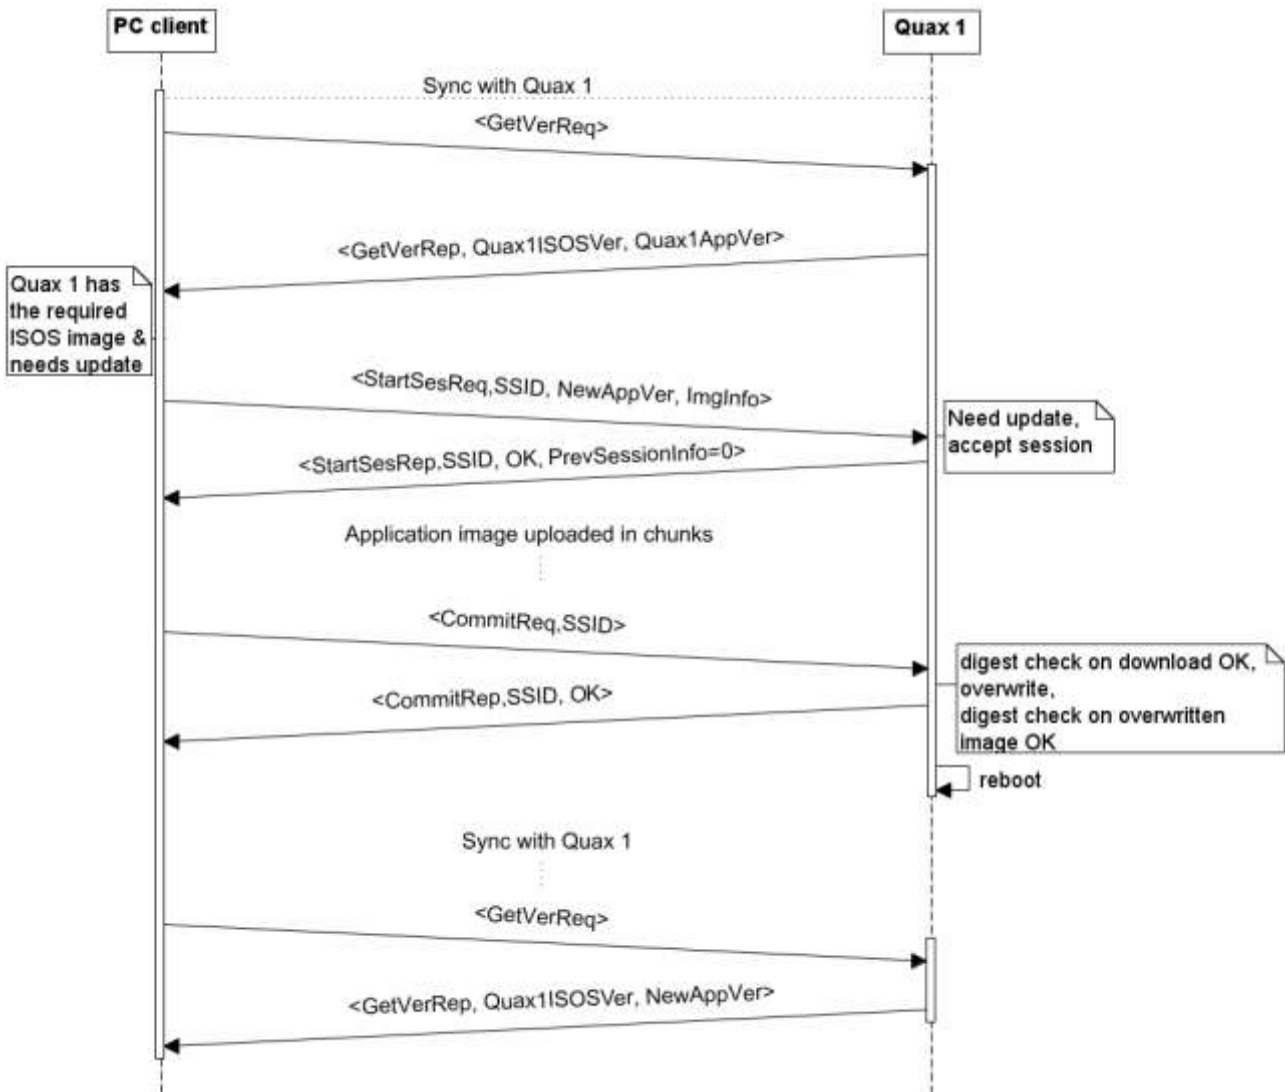 PC client
Quax 1
Sync with Quax 1
<GetVerReq>
<GetVerRep, Quax1ISOSVer, Quax1AppVer>
Quax 1 has
the required
ISOS image &
needs update
<StartSesReq,SSID, NewAppVer, ImgInfo>
Need update,
accept session
<StartSesRep,SSID, OK, PrevSessionInfo=0>
Application image uploaded in chunks
<CommitReq,SSID>
digest check on download OK,
overwrite,
digest check on overwritten
image OK
<CommitRep,SSID, OK>
reboot
Sync with Quax 1
<GetVerReq>
<GetVerRep, Quax1ISOSVer, NewAppVer>